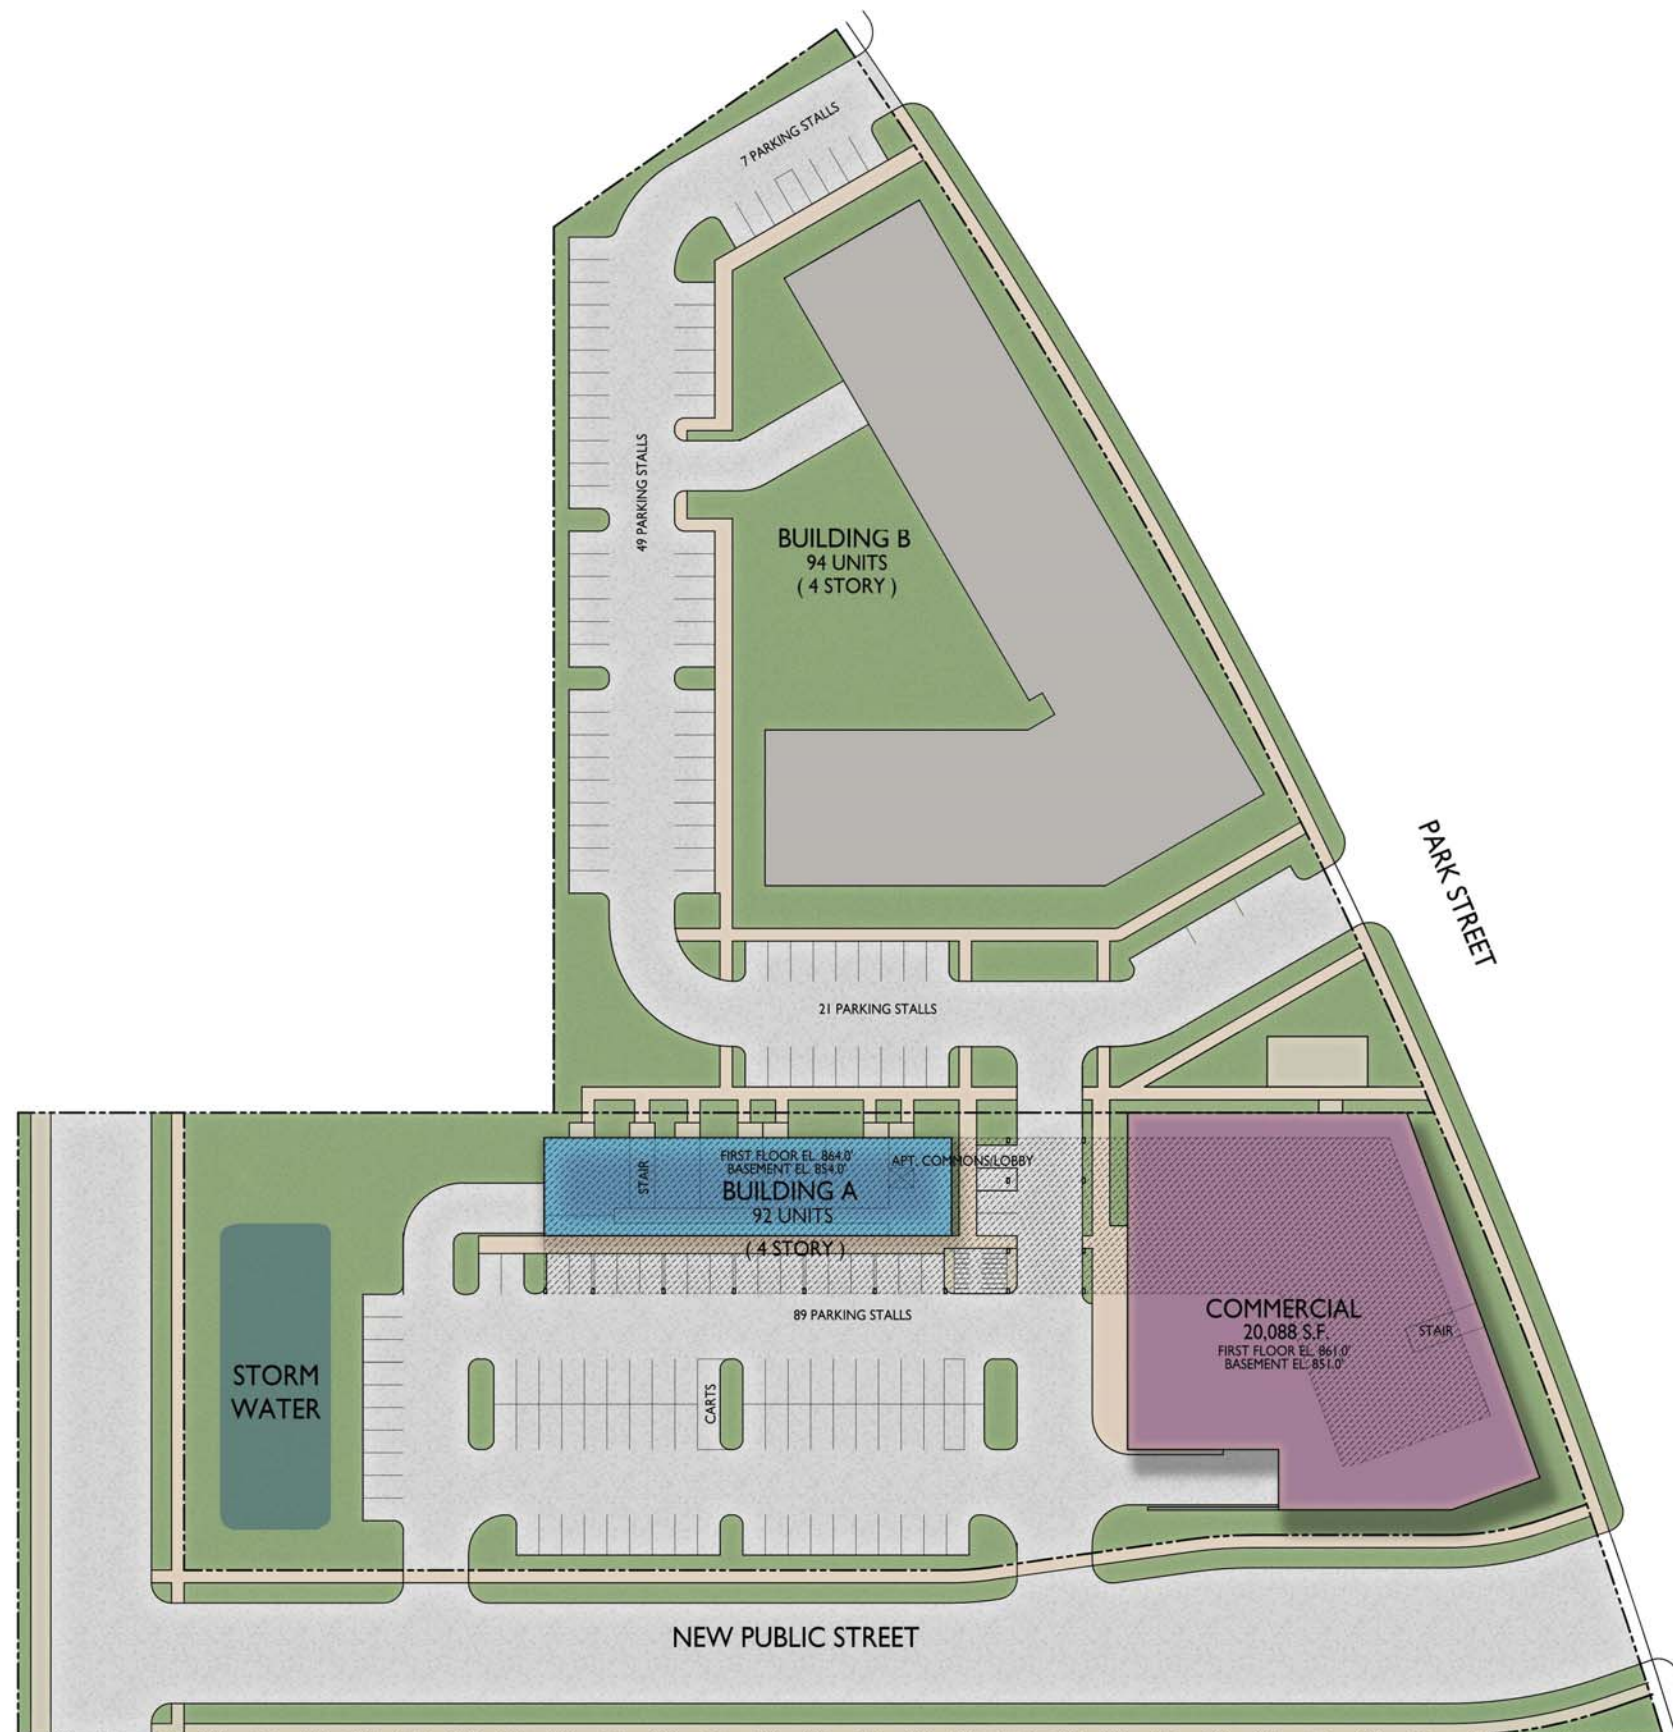 7 PARKING STALLS
49 PARKING STALLS
BUILDING B
94 UNITS
( 4 STORY )
PARK STREET
21 PARKING STALLS
FIRST FLOOR EL. 864.0'
BASEMENT EL. 854.0'
STAIR
APT. COMMONS/LOBBY
BUILDING A
92 UNITS
( 4 STORY )
89 PARKING STALLS
COMMERCIAL
20,088 S.F.
FIRST FLOOR EL. 861.0'
BASEMENT EL. 851.0'
STAIR
STORM
WATER
CARTS
NEW PUBLIC STREET